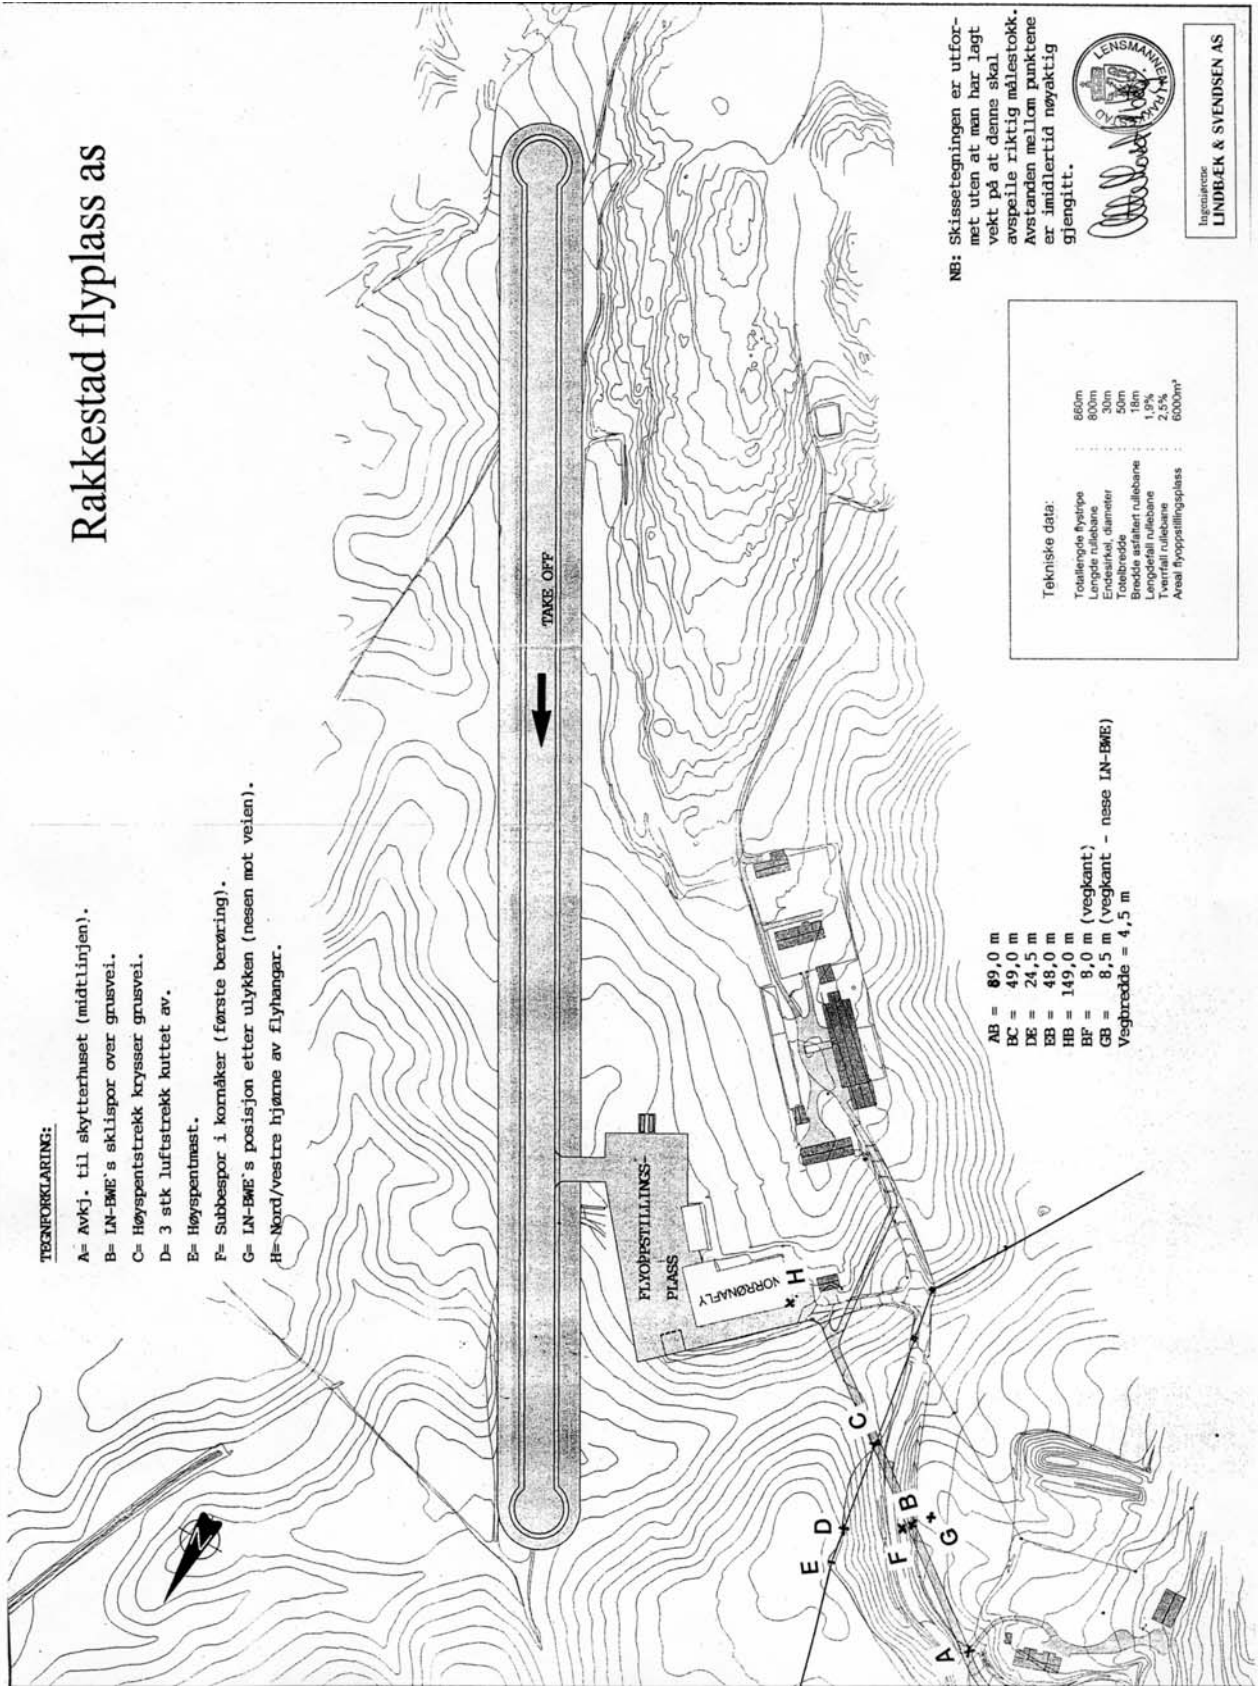 Rakkestad flyplass as
TEGNFORKLARING:
A= Avkj. til skytterhuset (midtlinjen).
B= LN-BWE`s sklispor over grusvei.
C= Høyspentstrekk krysser grusvei.
D= 3 stk luftstrekk kuttet av.
E= Høyspentmast.
F= Subbespor i kornåker (første berøring).
G= LN-BWE`s posisjon etter ulykken (nesen mot veien).
H= Nord/vestre hjørne av flyhangar.
N
TAKE OFF
FLYOPPSTILLINGS-
PLASS
NORRØNAFLY
H
C
D
E
B
F
G
A
AB = 89,0 m
BC = 49,0 m
DE = 24,5 m
EB = 48,0 m
HB = 149,0 m
BF = 8,0 m (vegkant)
GB = 8,5 m (vegkant - nese LN-BWE)
Vegbredde = 4,5 m
Tekniske data:
Totallengde flystripe : 860m
Lengde rullebane : 800m
Endesirkel, diameter : 30m
Totelbredde : 50m
Bredde asfaltert rullebane : 18m
Lengdefall rullebane : 1,9%
Tverrfall rullebane : 2,5%
Areal flyoppstillingsplass : 6000m²
NB: Skissetegningen er utfor-
met uten at man har lagt
vekt på at denne skal
avspeile riktig målestokk.
Avstanden mellom punktene
er imidlertid nøyaktig
gjengitt.
LENSMANNEN I RAKKESTAD
Ingeniørene
LINDBÆK & SVENDSEN AS